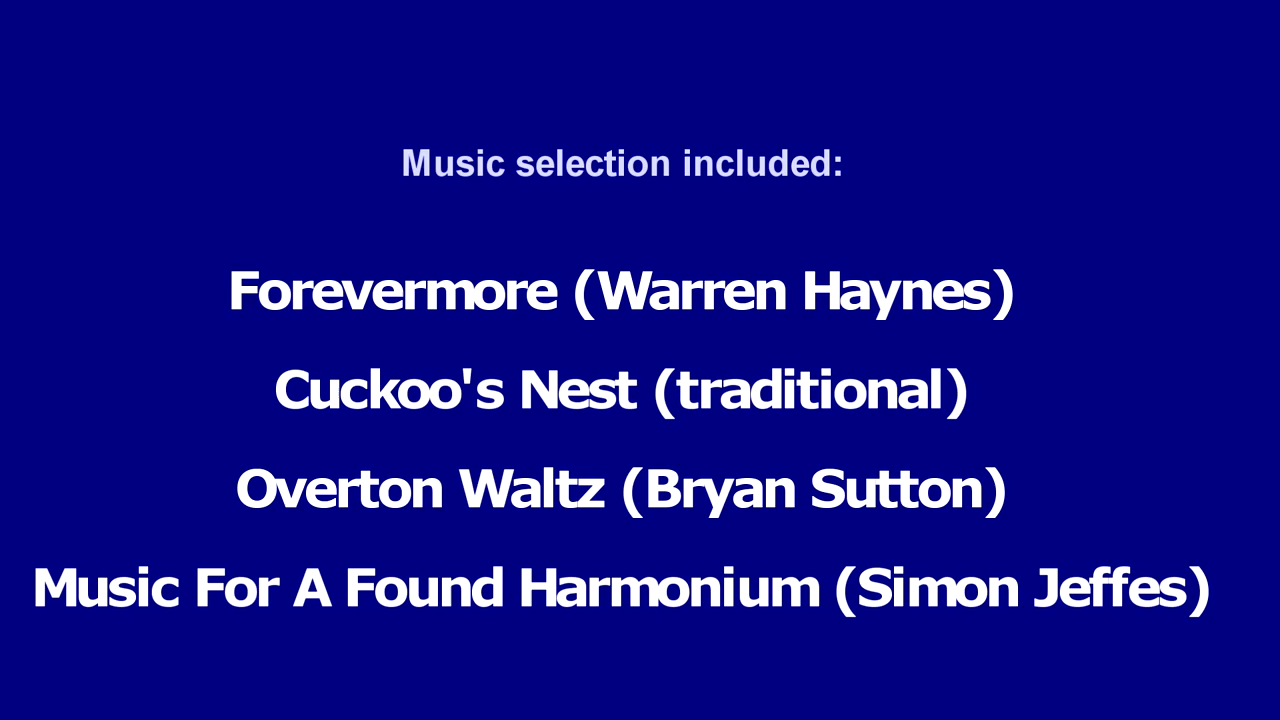 Music selection included:
Forevermore (Warren Haynes)
Cuckoo's Nest (traditional)
Overton Waltz (Bryan Sutton)
Music For A Found Harmonium (Simon Jeffes)